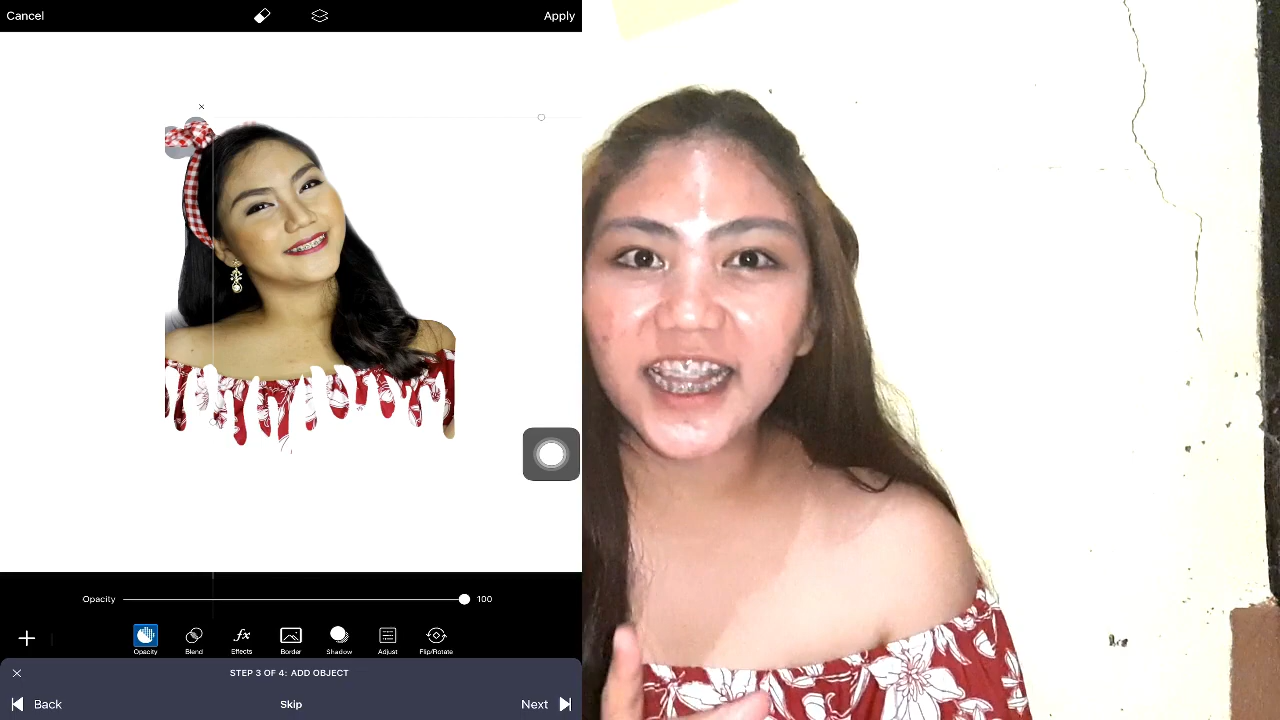 Cancel
Apply
Opacity
100
Opacity
Blend
Effects
Border
Shadow
Adjust
Flip/Rotate
STEP 3 OF 4: ADD OBJECT
Back
Skip
Next